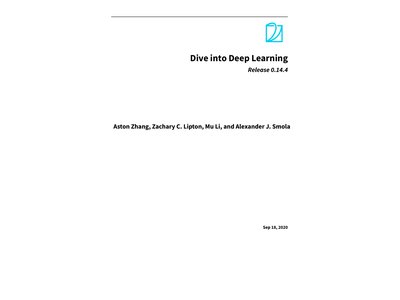 Dive into Deep Learning
Release 0.14.4
Aston Zhang, Zachary C. Lipton, Mu Li, and Alexander J. Smola
Sep 18, 2020